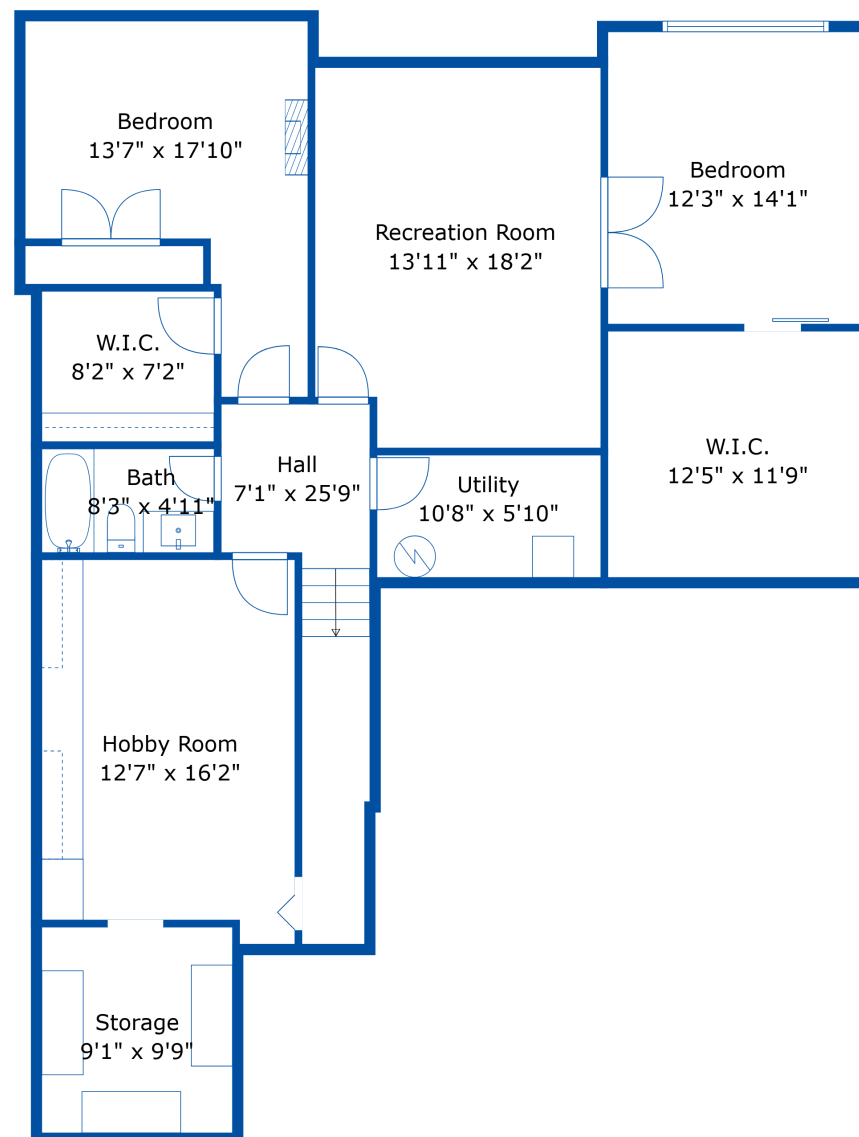 Bedroom
13'7" x 17'10"
Bedroom
12'3" x 14'1"
Recreation Room
13'11" x 18'2"
W.I.C.
8'2" x 7'2"
W.I.C.
12'5" x 11'9"
Hall
7'1" x 25'9"
Bath
8'3" x 4'11"
Utility
10'8" x 5'10"
Hobby Room
12'7" x 16'2"
Storage
9'1" x 9'9"